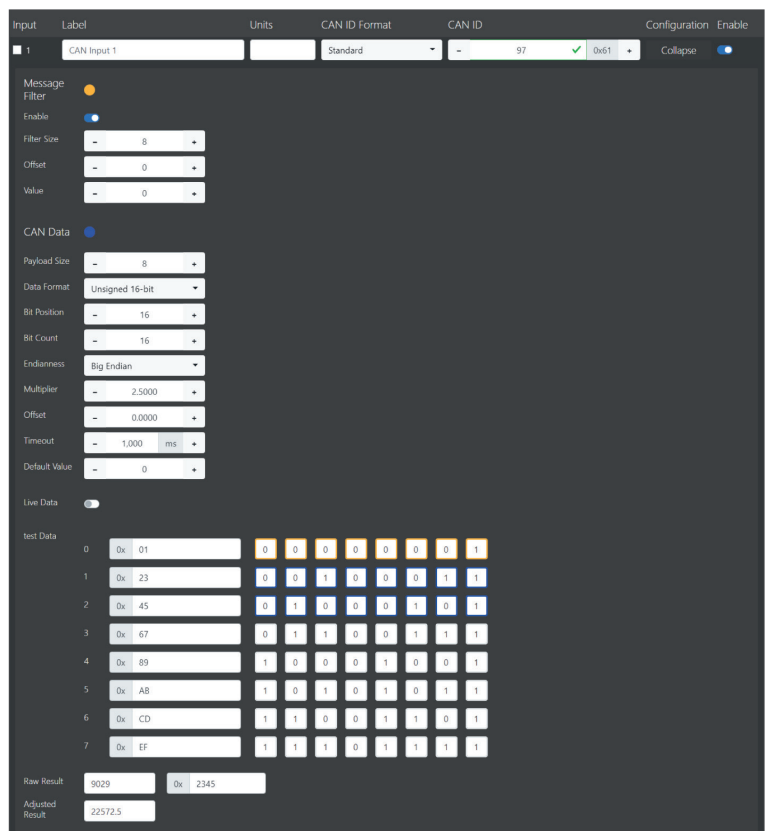 Input Label Units CAN ID Format CAN ID Configuration Enable
1 CAN Input 1 Standard - 97 0x61 + Collapse
Message
Filter
Enable
Filter Size - 8 +
Offset - 0 +
Value - 0 +
CAN Data
Payload Size - 8 +
Data Format Unsigned 16-bit
Bit Position - 16 +
Bit Count - 16 +
Endianness Big Endian
Multiplier - 2.5000 +
Offset - 0.0000 +
Timeout - 1,000 ms +
Default Value - 0 +
Live Data
test Data
0 0x 01 0 0 0 0 0 0 0 1
1 0x 23 0 0 1 0 0 0 1 1
2 0x 45 0 1 0 0 0 1 0 1
3 0x 67 0 1 1 0 0 1 1 1
4 0x 89 1 0 0 0 1 0 0 1
5 0x AB 1 0 1 0 1 0 1 1
6 0x CD 1 1 0 0 1 1 0 1
7 0x EF 1 1 1 0 1 1 1 1
Raw Result 9029 0x 2345
Adjusted
Result 22572.5